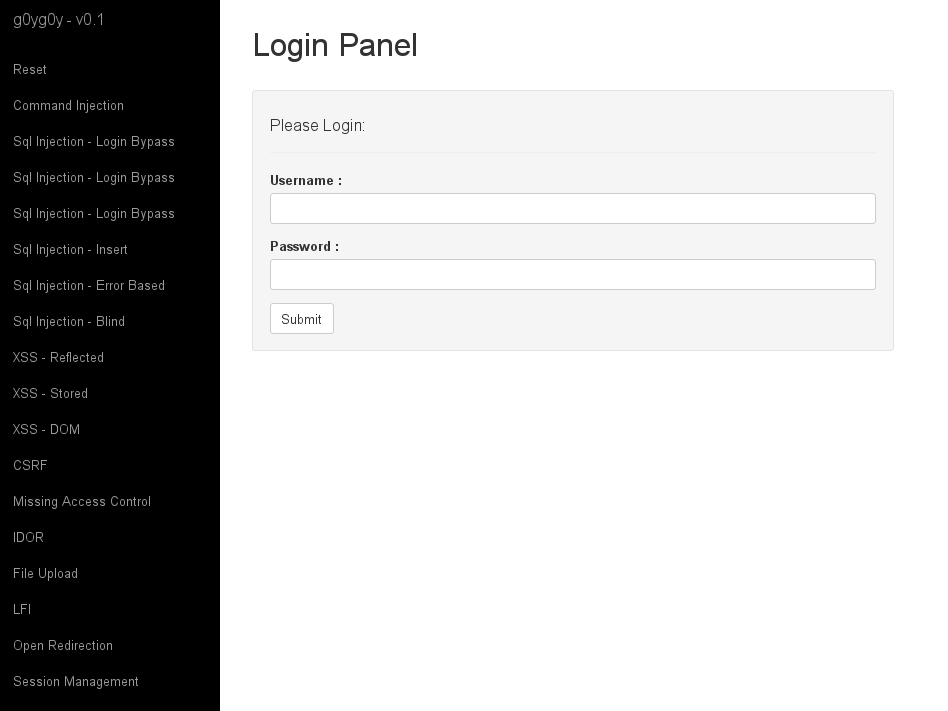 g0yg0y - v0.1
Reset
Command Injection
Sql Injection - Login Bypass
Sql Injection - Login Bypass
Sql Injection - Login Bypass
Sql Injection - Insert
Sql Injection - Error Based
Sql Injection - Blind
XSS - Reflected
XSS - Stored
XSS - DOM
CSRF
Missing Access Control
IDOR
File Upload
LFI
Open Redirection
Session Management
Login Panel
Please Login:
Username :
Password :
Submit